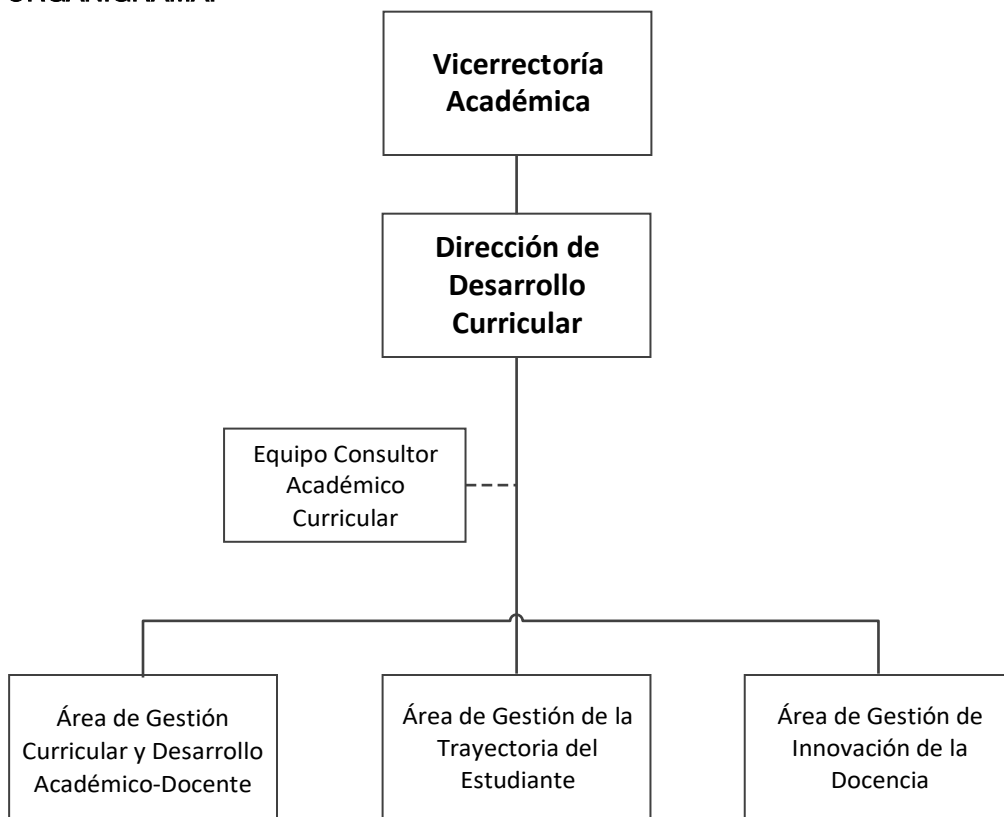 Vicerrectoría
Académica
Dirección de
Desarrollo
Curricular
Equipo Consultor
Académico
Curricular
Área de Gestión
Curricular y Desarrollo
Académico-Docente
Área de Gestión de la
Trayectoria del
Estudiante
Área de Gestión de
Innovación de la
Docencia